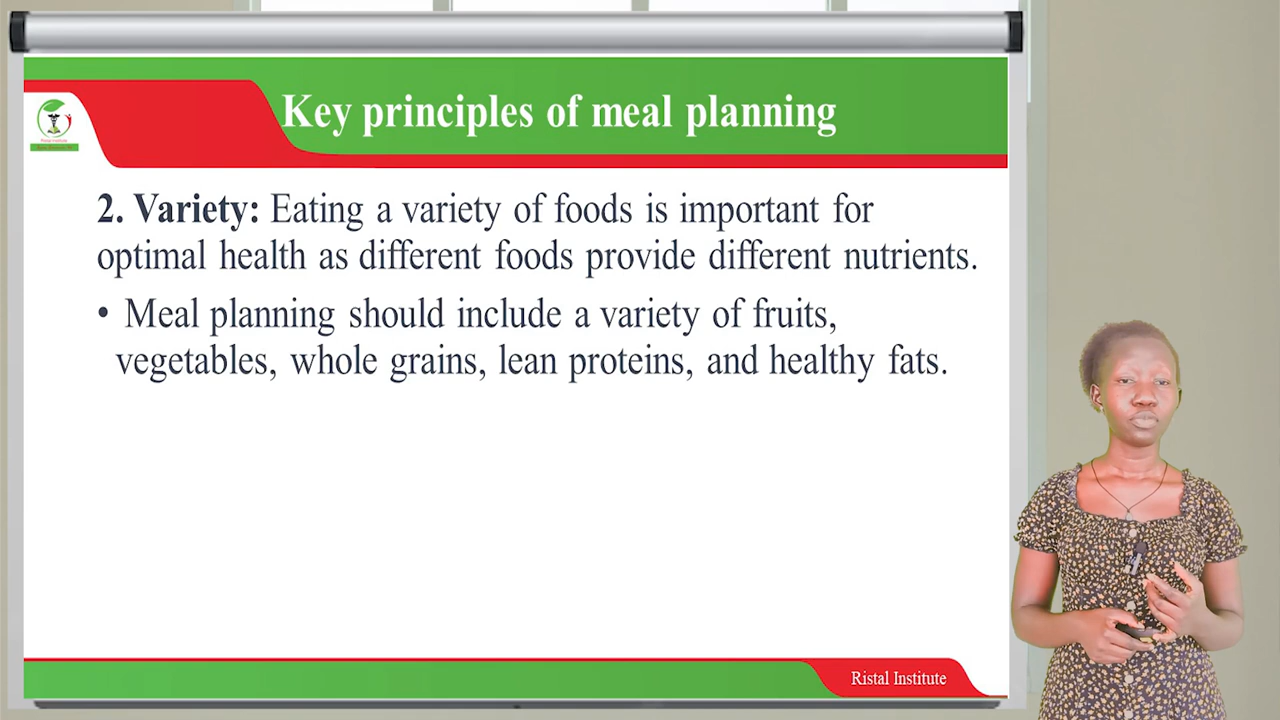 Key principles of meal planning
2. Variety: Eating a variety of foods is important for
optimal health as different foods provide different nutrients.
• Meal planning should include a variety of fruits,
vegetables, whole grains, lean proteins, and healthy fats.
Ristal Institute